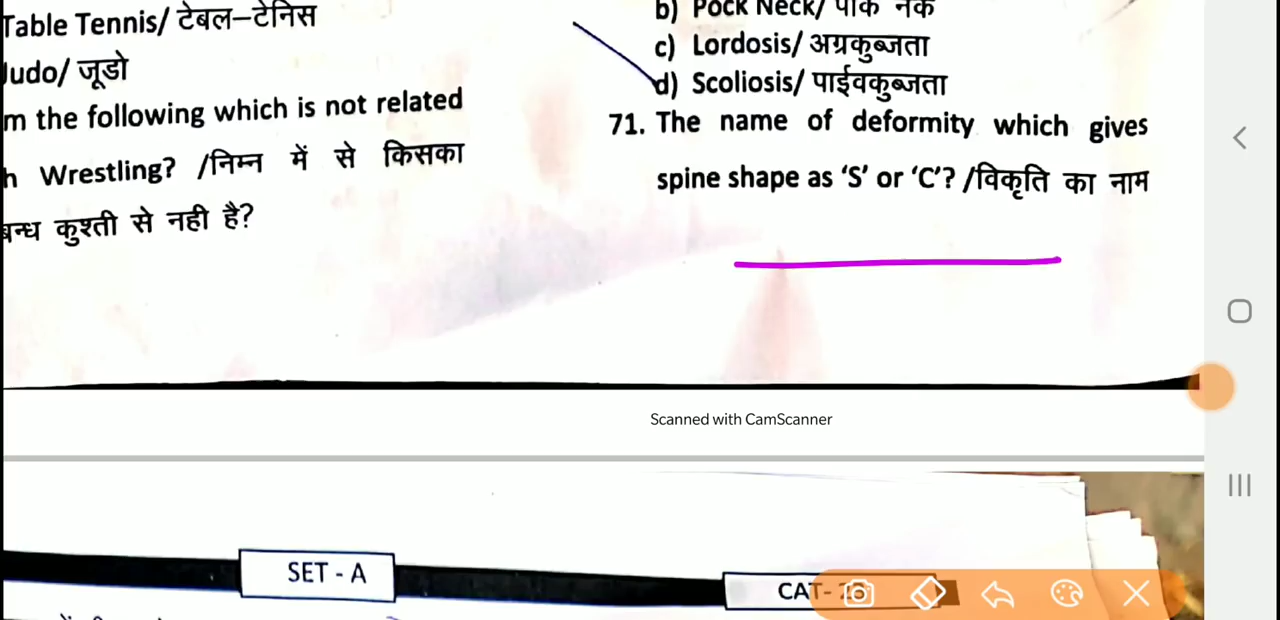 Table Tennis/ टेबल–टेनिस
Judo/ जूडो
m the following which is not related
h Wrestling? /निम्न में से किसका
बन्ध कुश्ती से नही है?
b) Pock Neck/ पॉक नेक
c) Lordosis/ अग्रकुब्जता
d) Scoliosis/ पार्ईवकुब्जता
71. The name of deformity which gives
spine shape as ‘S’ or ‘C’? /विकृति का नाम
Scanned with CamScanner
SET - A
CAT-